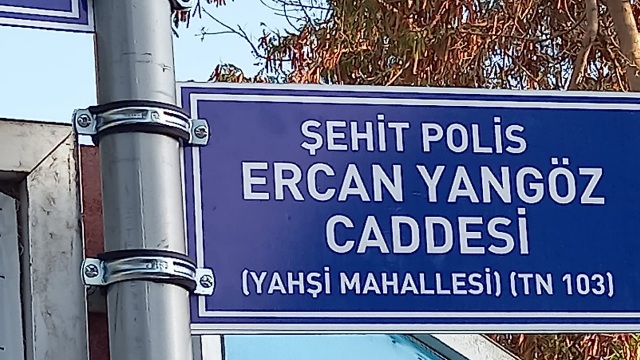 ŞEHİT POLİS
ERCAN YANGÖZ
CADDESİ
(YAHŞİ MAHALLESİ) (TN 103)